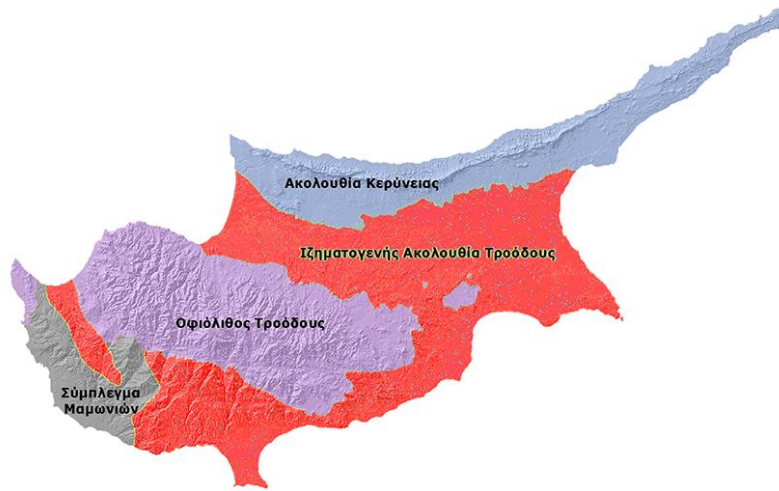 Ακολουθία Κερύνειας
Ιζηματογενής Ακολουθία Τροόδους
Οφιόλιθος Τροόδους
Σύμπλεγμα
Μαμωνιών